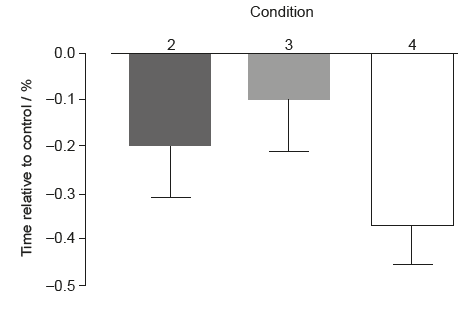 Condition
2 3 4
0.0
–0.1
–0.2
–0.3
–0.4
–0.5
Time relative to control / %